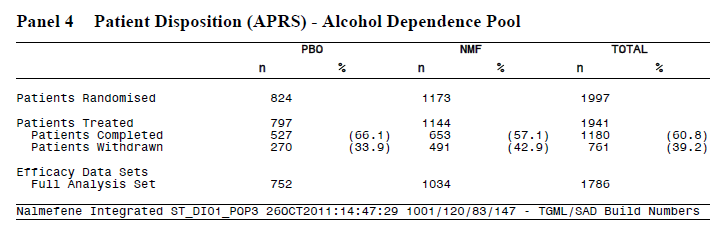 Panel 4 Patient Disposition (APRS) - Alcohol Dependence Pool
PBO NMF TOTAL
n % n % n %
Patients Randomised 824 1173 1997
Patients Treated 797 1144 1941
Patients Completed 527 (66.1) 653 (57.1) 1180 (60.8)
Patients Withdrawn 270 (33.9) 491 (42.9) 761 (39.2)
Efficacy Data Sets
Full Analysis Set 752 1034 1786
Nalmefene Integrated ST_DI01_POP3 26OCT2011:14:47:29 1001/120/83/147 - TGML/SAD Build Numbers